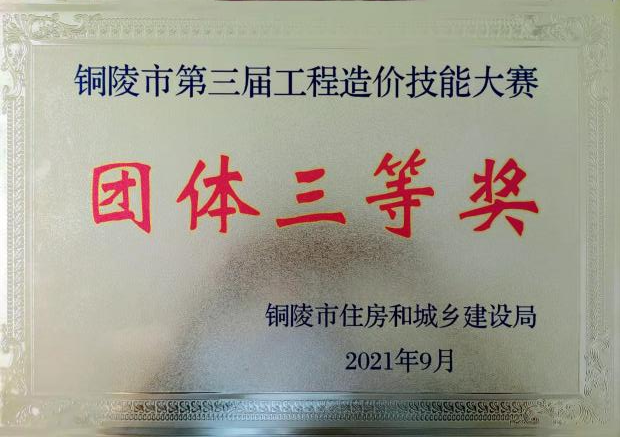 铜陵市第三届工程造价技能大赛
团体三等奖
铜陵市住房和城乡建设局
2021年9月